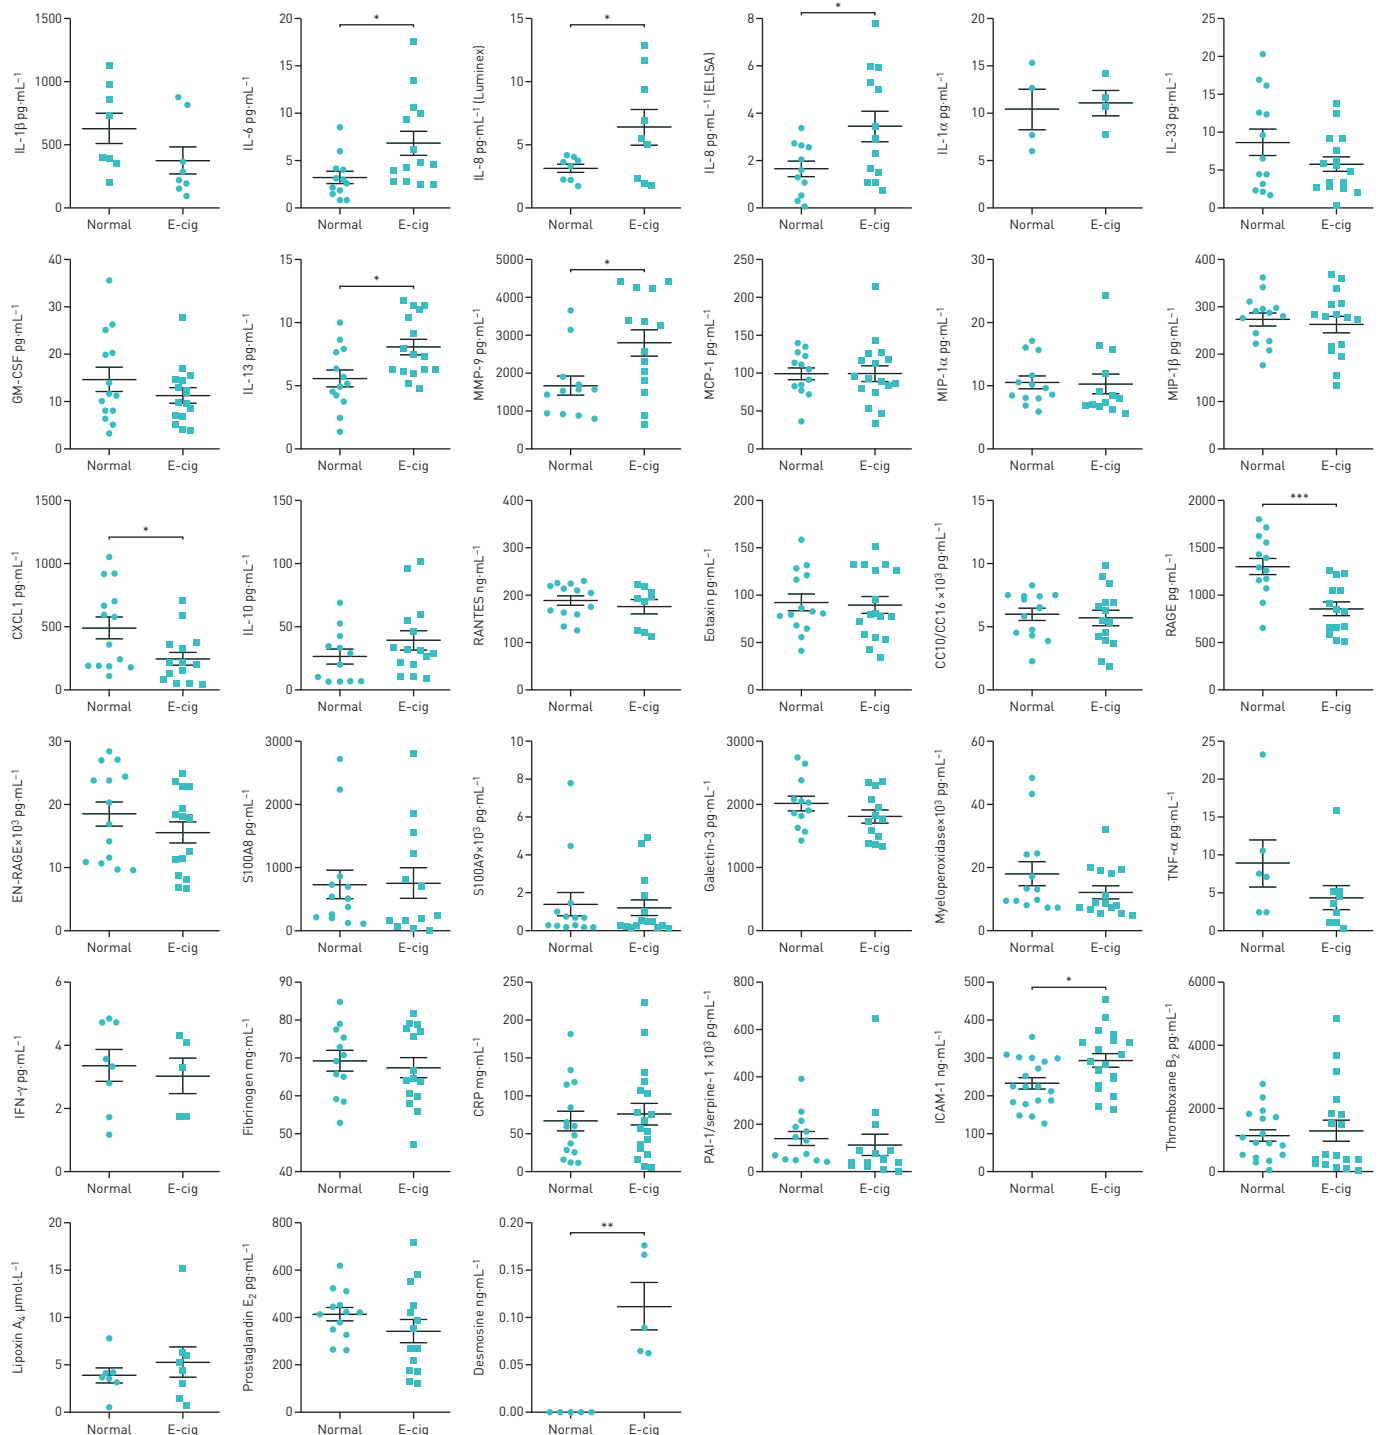 IL-1β pg·mL⁻¹
1500
1000
500
0
Normal E-cig
IL-6 pg·mL⁻¹
20
15
10
5
0
*
Normal E-cig
IL-8 pg·mL⁻¹ (Luminex)
15
10
5
0
*
Normal E-cig
IL-8 pg·mL⁻¹ (ELISA)
8
6
4
2
0
*
Normal E-cig
IL-1α pg·mL⁻¹
20
15
10
5
0
Normal E-cig
IL-33 pg·mL⁻¹
25
20
15
10
5
0
Normal E-cig
GM-CSF pg·mL⁻¹
40
30
20
10
0
Normal E-cig
IL-13 pg·mL⁻¹
15
10
5
0
*
Normal E-cig
MMP-9 pg·mL⁻¹
5000
4000
3000
2000
1000
0
*
Normal E-cig
MCP-1 pg·mL⁻¹
250
200
150
100
50
0
Normal E-cig
MIP-1α pg·mL⁻¹
30
20
10
0
Normal E-cig
MIP-1β pg·mL⁻¹
400
300
200
100
0
Normal E-cig
CXCL1 pg·mL⁻¹
1500
1000
500
0
*
Normal E-cig
IL-10 pg·mL⁻¹
150
100
50
0
Normal E-cig
RANTES ng·mL⁻¹
400
300
200
100
0
Normal E-cig
Eotaxin pg·mL⁻¹
200
150
100
50
0
Normal E-cig
CC10/CC16 ×10³ pg·mL⁻¹
15
10
5
0
Normal E-cig
RAGE pg·mL⁻¹
2000
1500
1000
500
0
***
Normal E-cig
EN-RAGE×10³ pg·mL⁻¹
30
20
10
0
Normal E-cig
S100A8 pg·mL⁻¹
3000
2000
1000
0
Normal E-cig
S100A9×10³ pg·mL⁻¹
10
8
6
4
2
0
Normal E-cig
Galectin-3 pg·mL⁻¹
3000
2000
1000
0
Normal E-cig
Myeloperoxidase×10³ pg·mL⁻¹
60
40
20
0
Normal E-cig
TNF-α pg·mL⁻¹
25
20
15
10
5
0
Normal E-cig
IFN-γ pg·mL⁻¹
6
4
2
0
Normal E-cig
Fibrinogen mg·mL⁻¹
90
80
70
60
50
40
Normal E-cig
CRP mg·mL⁻¹
250
200
150
100
50
0
Normal E-cig
PAI-1/serpine-1 ×10³ pg·mL⁻¹
800
600
400
200
0
Normal E-cig
ICAM-1 ng·mL⁻¹
500
400
300
200
100
0
*
Normal E-cig
Thromboxane B₂ pg·mL⁻¹
6000
4000
2000
0
Normal E-cig
Lipoxin A₄ µmol·L⁻¹
20
15
10
5
0
Normal E-cig
Prostaglandin E₂ pg·mL⁻¹
800
600
400
200
0
Normal E-cig
Desmosine ng·mL⁻¹
0.20
0.15
0.10
0.05
0.00
**
Normal E-cig